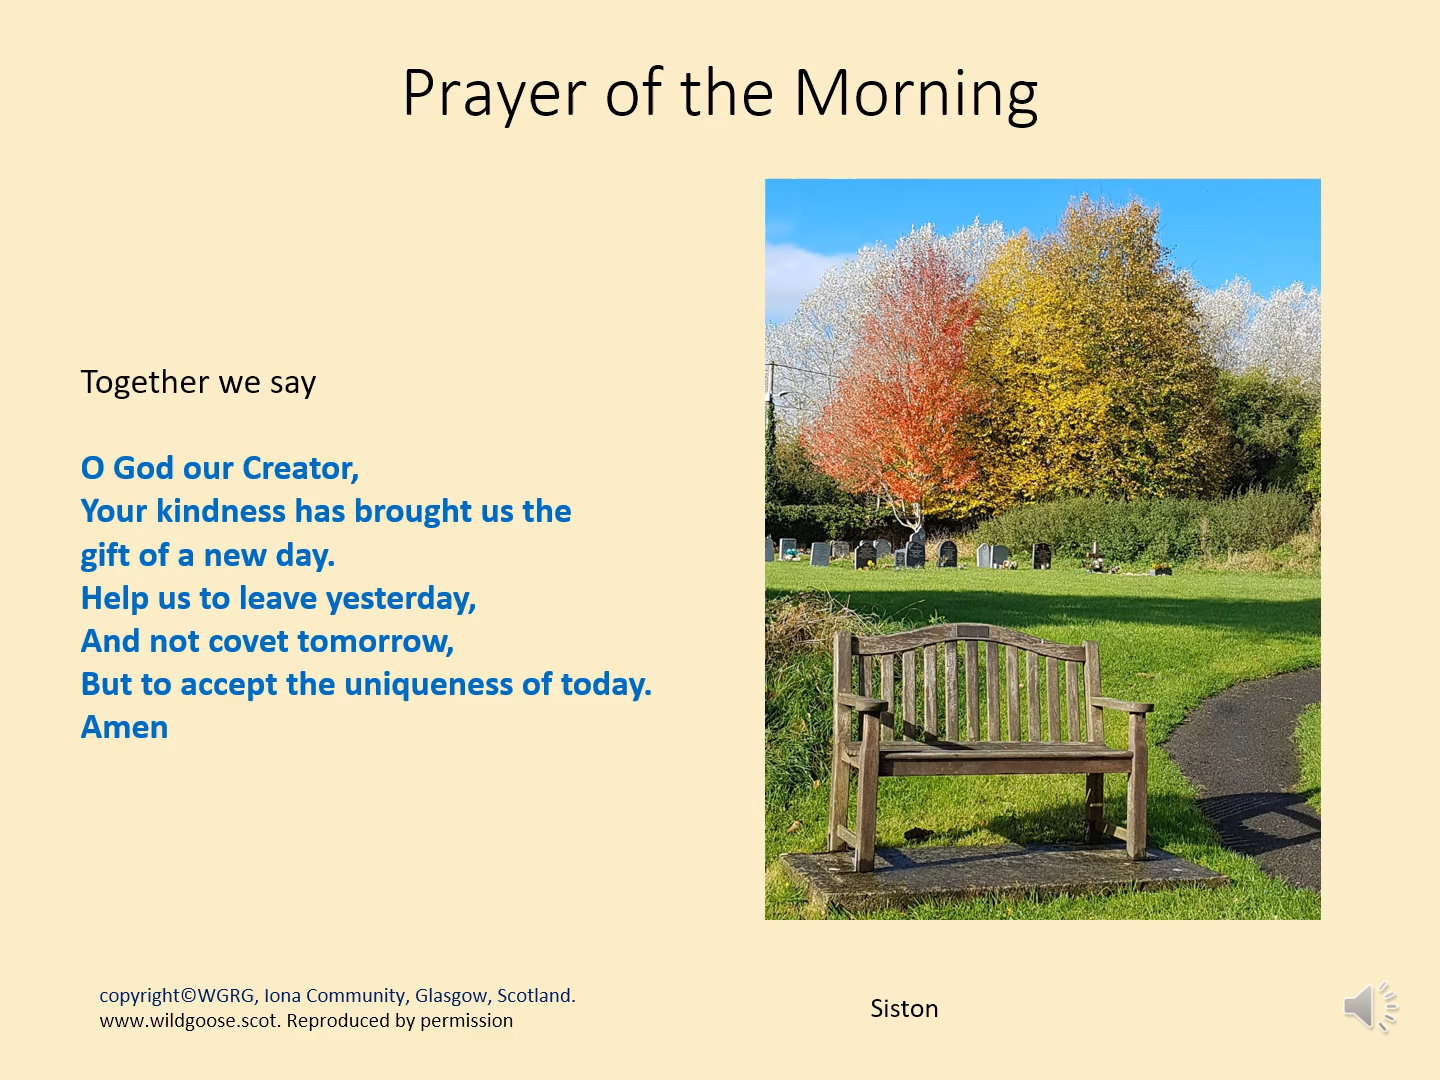 Prayer of the Morning
Together we say
O God our Creator,
Your kindness has brought us the
gift of a new day.
Help us to leave yesterday,
And not covet tomorrow,
But to accept the uniqueness of today.
Amen
copyright©WGRG, Iona Community, Glasgow, Scotland.
www.wildgoose.scot. Reproduced by permission
Siston